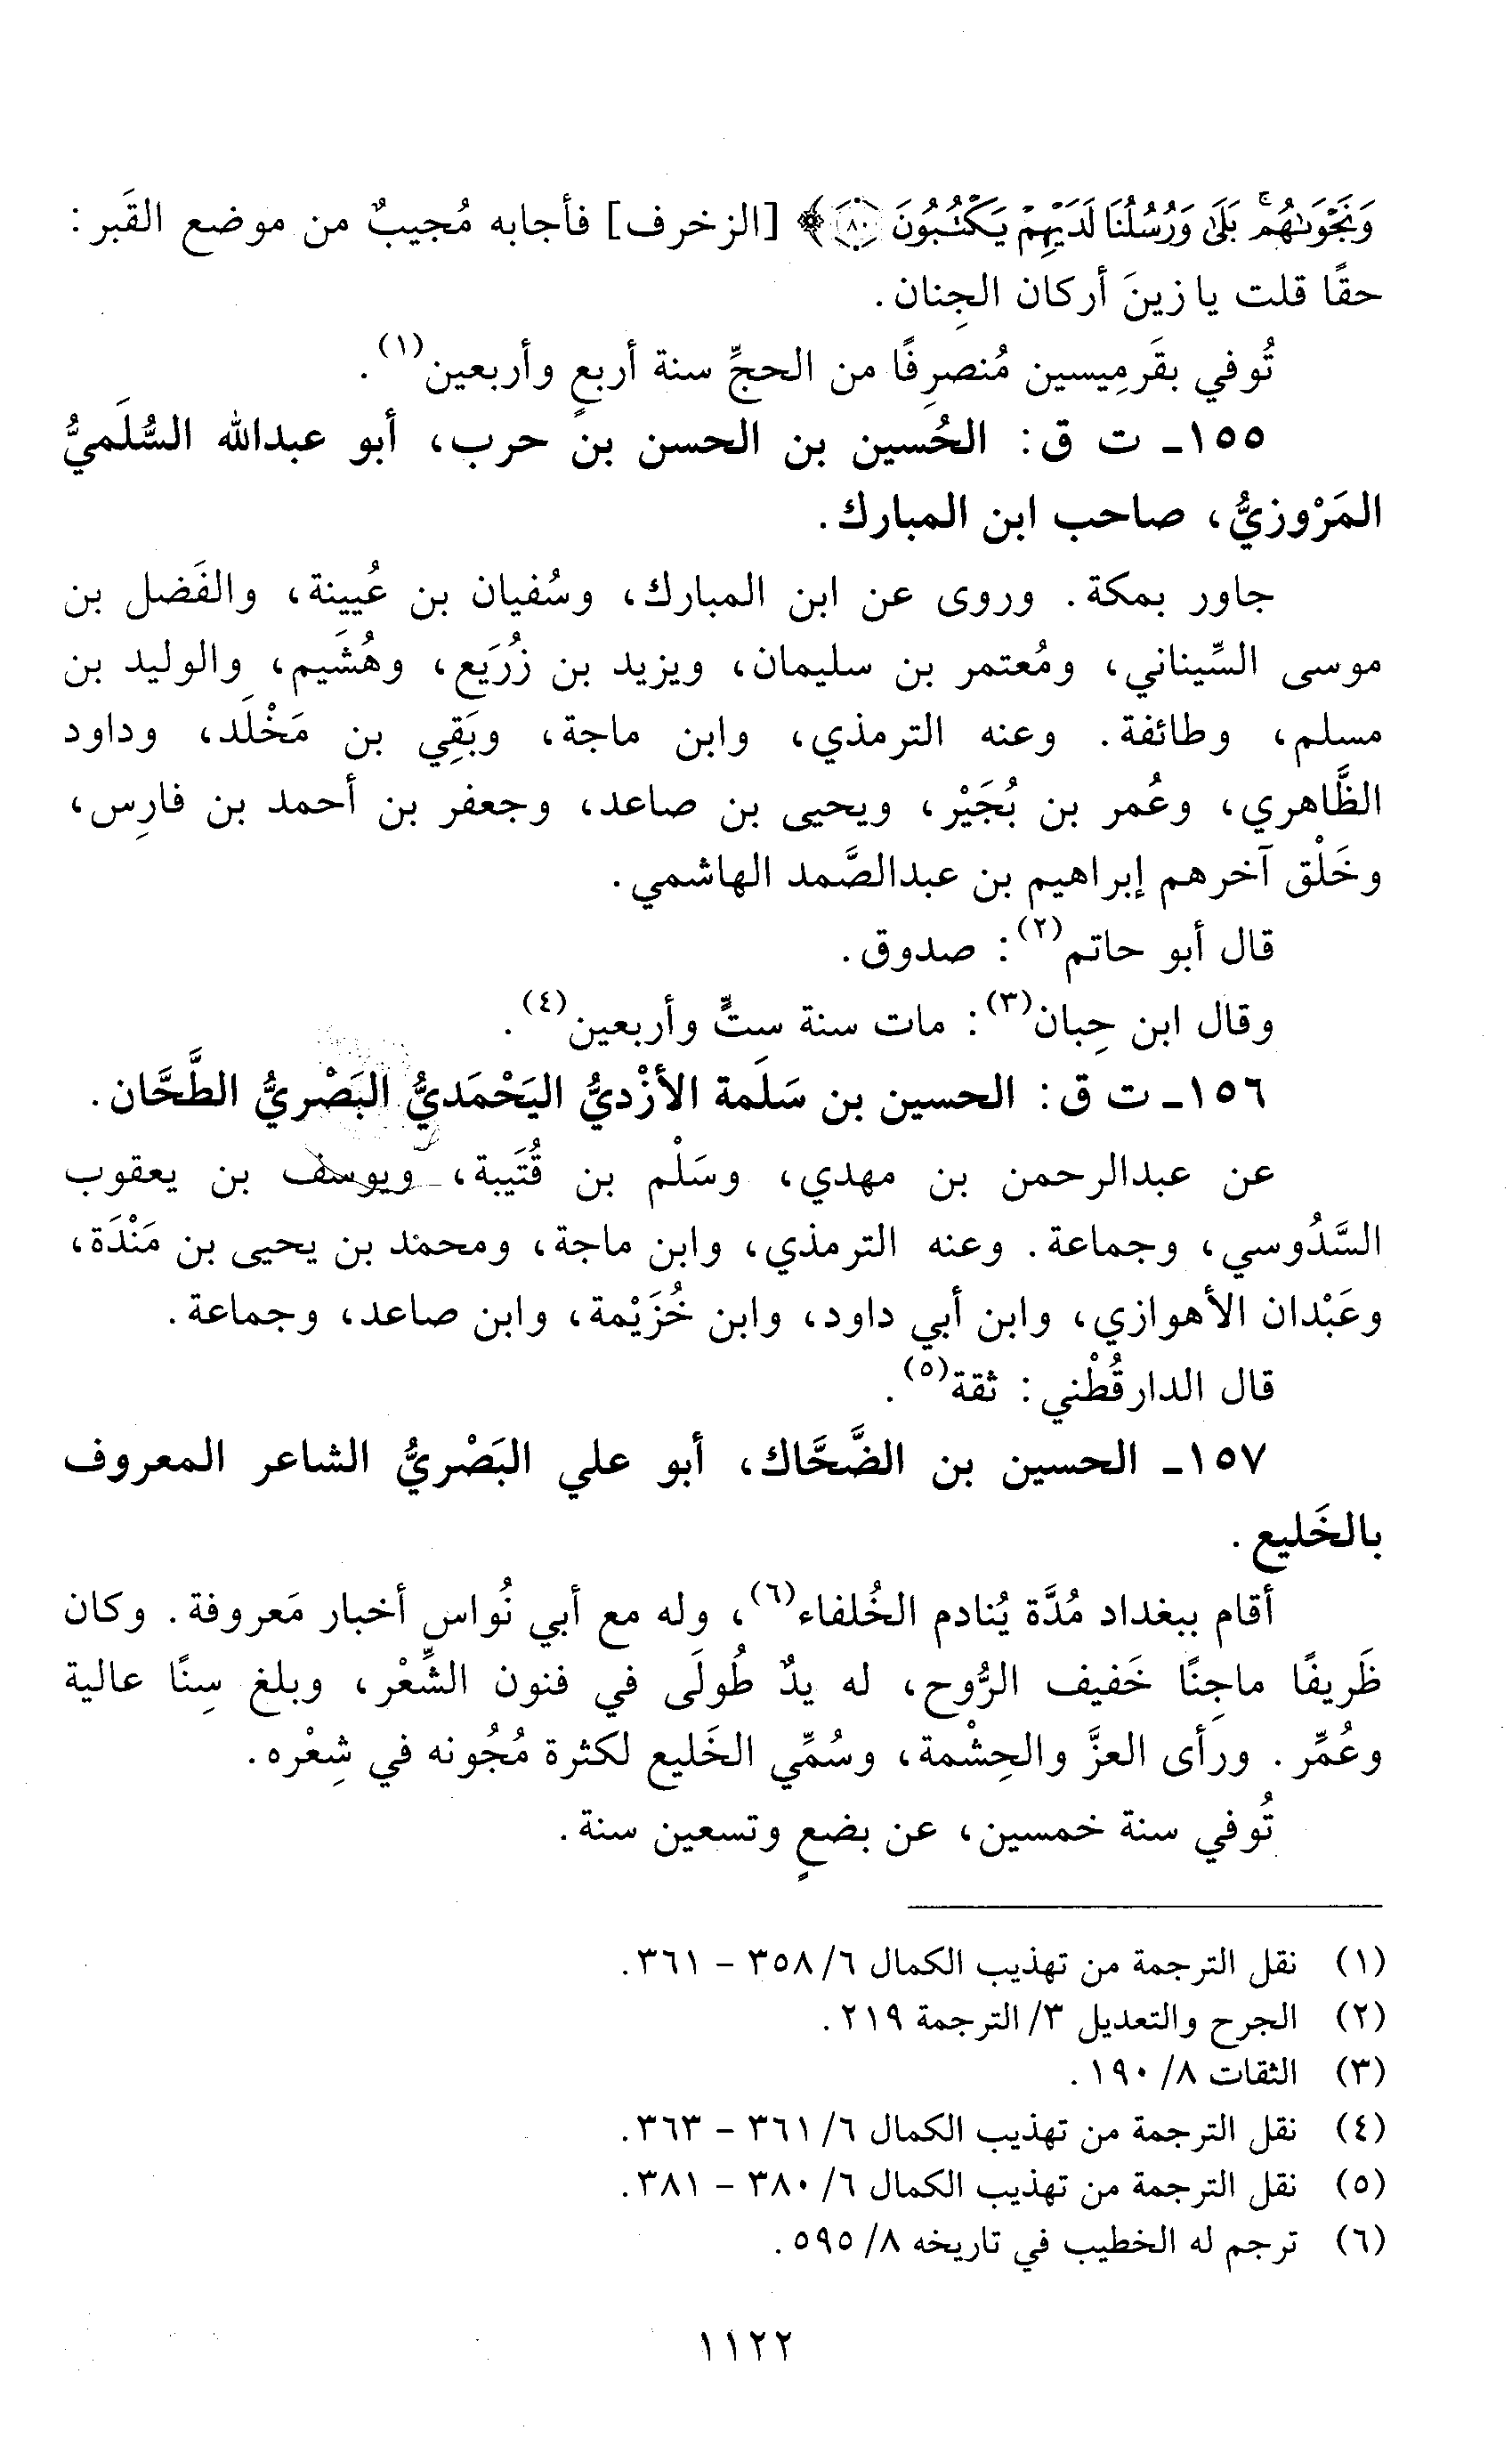 وَنَجْوَىٰهُمۚ بَلَىٰ وَرُسُلُنَا لَدَيْهِمْ يَكْتُبُونَ ٨٠﴾ [الزخرف] فأجابه مُجيبٌ من موضع القَبر:
حقًا قلت يا زينَ أركان الجِنان.
تُوفي بقَرمِيسين مُنصرِفًا من الحجِّ سنة أربعٍ وأربعين(١).
١٥٥- ت ق: الحُسين بن الحسن بن حرب، أبو عبدالله السُّلَميُّ
المَرْوزيُّ، صاحب ابن المبارك.
جاور بمكة. وروى عن ابن المبارك، وسُفيان بن عُيينة، والفَضل بن
موسى السِّيناني، ومُعتمر بن سليمان، ويزيد بن زُرَيع، وهُشَيم، والوليد بن
مسلم، وطائفة. وعنه الترمذي، وابن ماجة، وبَقِي بن مَخْلَد، وداود
الظَّاهري، وعُمر بن بُجَيْر، ويحيى بن صاعد، وجعفر بن أحمد بن فارِس،
وخَلْق آخرهم إبراهيم بن عبدالصَّمد الهاشمي.
قال أبو حاتم(٢): صدوق.
وقال ابن حِبان(٣): مات سنة ستٍّ وأربعين(٤).
١٥٦- ت ق: الحسين بن سَلَمة الأزْديُّ اليَحْمَديُّ البَصْريُّ الطَّحَّان.
عن عبدالرحمن بن مهدي، وسَلْم بن قُتَيبة، ويوسف بن يعقوب
السَّدُوسي، وجماعة. وعنه الترمذي، وابن ماجة، ومحمد بن يحيى بن مَنْدَة،
وعَبْدان الأهوازي، وابن أبي داود، وابن خُزَيْمة، وابن صاعد، وجماعة.
قال الدارقُطْني: ثقة(٥).
١٥٧- الحسين بن الضَّحَّاك، أبو علي البَصْريُّ الشاعر المعروف
بالخَليع.
أقام ببغداد مُدَّة يُنادم الخُلفاء(٦)، وله مع أبي نُواس أخبار مَعروفة. وكان
ظَريفًا ماجِنًا خَفيف الرُّوح، له يدٌ طُولَى في فنون الشِّعْر، وبلغ سِنًا عالية
وعُمِّر. ورأى العزَّ والحِشْمة، وسُمِّي الخَليع لكثرة مُجُونه في شِعْره.
تُوفي سنة خمسين، عن بضعٍ وتسعين سنة.
(١) نقل الترجمة من تهذيب الكمال ٦/ ٣٥٨ - ٣٦١.
(٢) الجرح والتعديل ٣/ الترجمة ٢١٩.
(٣) الثقات ٨/ ١٩٠.
(٤) نقل الترجمة من تهذيب الكمال ٦/ ٣٦١ - ٣٦٣.
(٥) نقل الترجمة من تهذيب الكمال ٦/ ٣٨٠ - ٣٨١.
(٦) ترجم له الخطيب في تاريخه ٨/ ٥٩٥.
١١٢٢